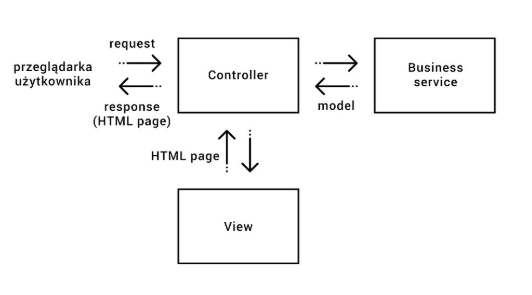 request
przeglądarka
użytkownika
response
(HTML page)
Controller
Business
service
model
HTML page
View